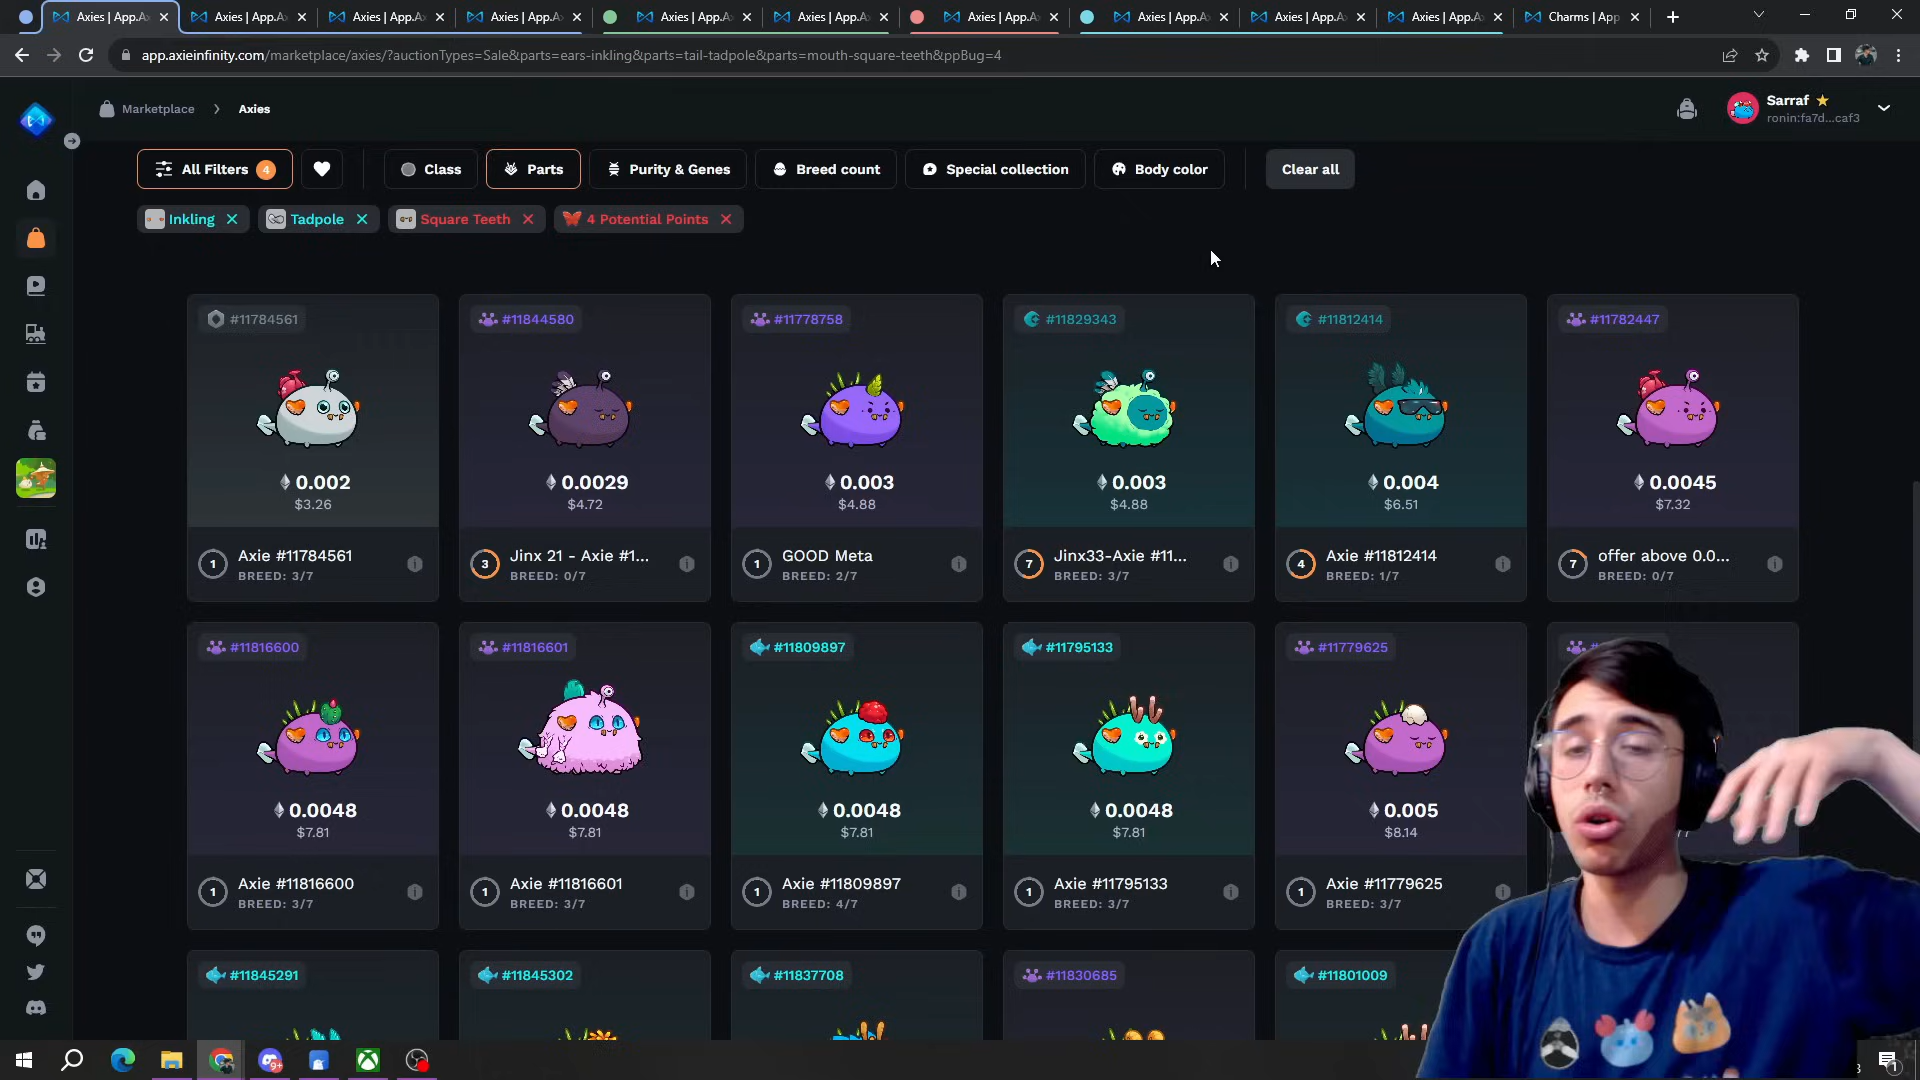 Axies | App.A
Axies | App.A
Axies | App.A
Axies | App.A
Axies | App.A
Axies | App.A
Axies | App.A
Axies | App.A
Axies | App.A
Axies | App.A
Charms | App
app.axieinfinity.com/marketplace/axies/?auctionTypes=Sale&parts=ears-inkling&parts=tail-tadpole&parts=mouth-square-teeth&ppBug=4
Marketplace > Axies
Sarraf
ronin:fa7d...caf3
All Filters 4
Class
Parts
Purity & Genes
Breed count
Special collection
Body color
Clear all
Inkling
Tadpole
Square Teeth
4 Potential Points
#11784561
#11844580
#11778758
#11829343
#11812414
#11782447
0.002
0.0029
0.003
0.003
0.004
0.0045
$3.26
$4.72
$4.88
$4.88
$6.51
$7.32
1 Axie #11784561
BREED: 3/7
3 Jinx 21 - Axie #1...
BREED: 0/7
1 GOOD Meta
BREED: 2/7
7 Jinx33-Axie #11...
BREED: 3/7
4 Axie #11812414
BREED: 1/7
7 offer above 0.0...
BREED: 0/7
#11816600
#11816601
#11809897
#11795133
#11779625
0.0048
0.0048
0.0048
0.0048
0.005
$7.81
$7.81
$7.81
$7.81
$8.14
1 Axie #11816600
BREED: 3/7
1 Axie #11816601
BREED: 3/7
1 Axie #11809897
BREED: 4/7
1 Axie #11795133
BREED: 3/7
1 Axie #11779625
BREED: 3/7
#11845291
#11845302
#11837708
#11830685
#11801009
9+
1